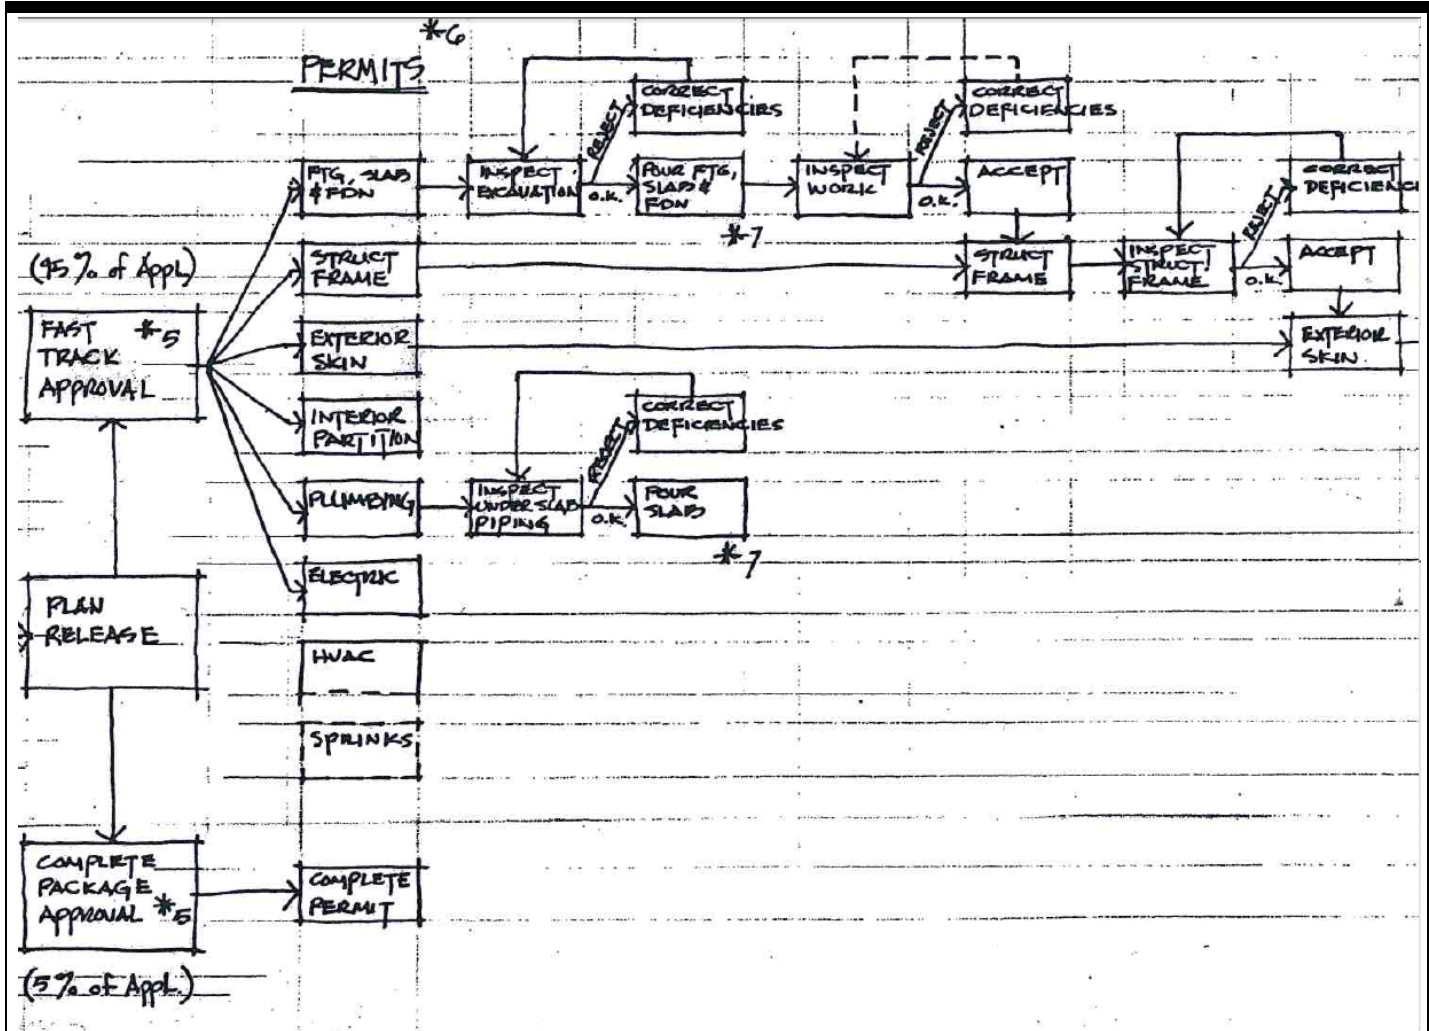 *6
PERMITS
CORRECT
DEFICIENCIES
CORRECT
DEFICIENCIES
REJECT
REJECT
FTG, SLAB
& FDN
INSPECT
EXCAVATION
O.K.
POUR FTG,
SLAB &
FDN
*7
INSPECT
WORK
O.K.
ACCEPT
CORRECT
DEFICIENCI
REJECT
(95% of Appl.)
STRUCT
FRAME
STRUCT
FRAME
INSPECT
STRUCT.
FRAME
O.K.
ACCEPT
FAST *5
TRACK
APPROVAL
EXTERIOR
SKIN
EXTERIOR
SKIN
INTERIOR
PARTITION
CORRECT
DEFICIENCIES
REJECT
PLUMBING
INSPECT
UNDER SLAB
PIPING
O.K.
POUR
SLAB
*7
ELECTRIC
PLAN
RELEASE
HVAC
SPRINKS
COMPLETE
PACKAGE
APPROVAL *5
COMPLETE
PERMIT
(5% of Appl.)